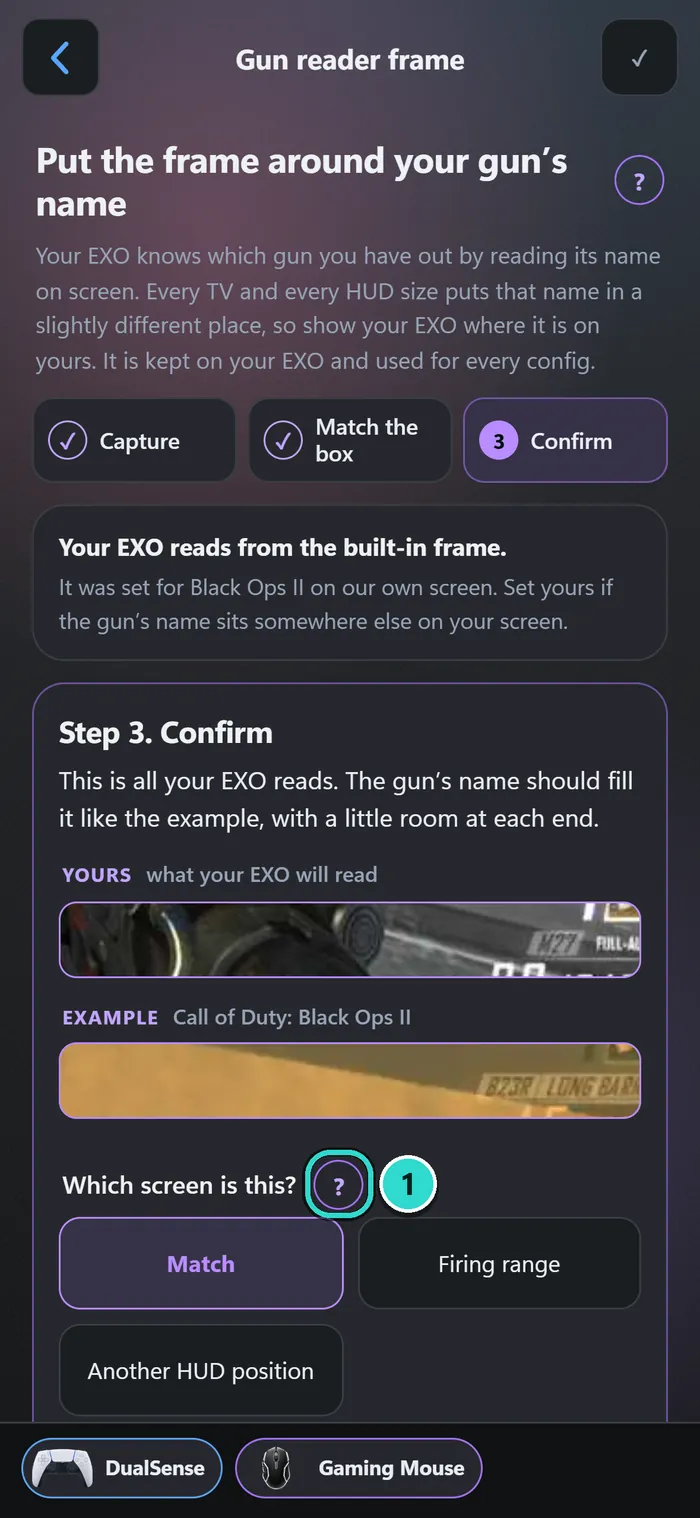 Gun reader frame
✓
Put the frame around your gun’s
name
?
Your EXO knows which gun you have out by reading its name
on screen. Every TV and every HUD size puts that name in a
slightly different place, so show your EXO where it is on
yours. It is kept on your EXO and used for every config.
✓ Capture
✓ Match the
box
3 Confirm
Your EXO reads from the built-in frame.
It was set for Black Ops II on our own screen. Set yours if
the gun’s name sits somewhere else on your screen.
Step 3. Confirm
This is all your EXO reads. The gun’s name should fill
it like the example, with a little room at each end.
YOURS what your EXO will read
M27 FULL-AU
EXAMPLE Call of Duty: Black Ops II
B23R | LONG BARR
Which screen is this? ? 1
Match
Firing range
Another HUD position
DualSense
Gaming Mouse